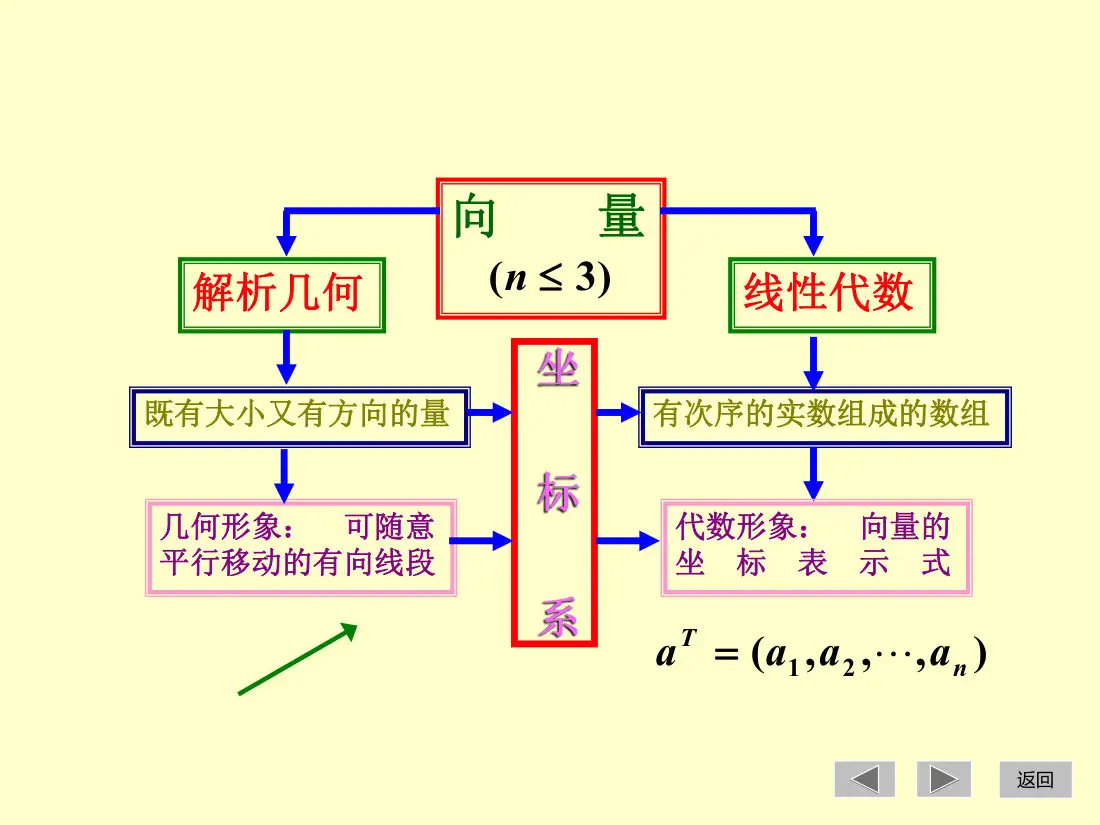 向 量
(n ≤ 3)
解析几何
线性代数
坐
标
系
既有大小又有方向的量
有次序的实数组成的数组
几何形象： 可随意
平行移动的有向线段
代数形象： 向量的
坐 标 表 示 式
a^T = (a₁,a₂,⋯,aₙ)
返回